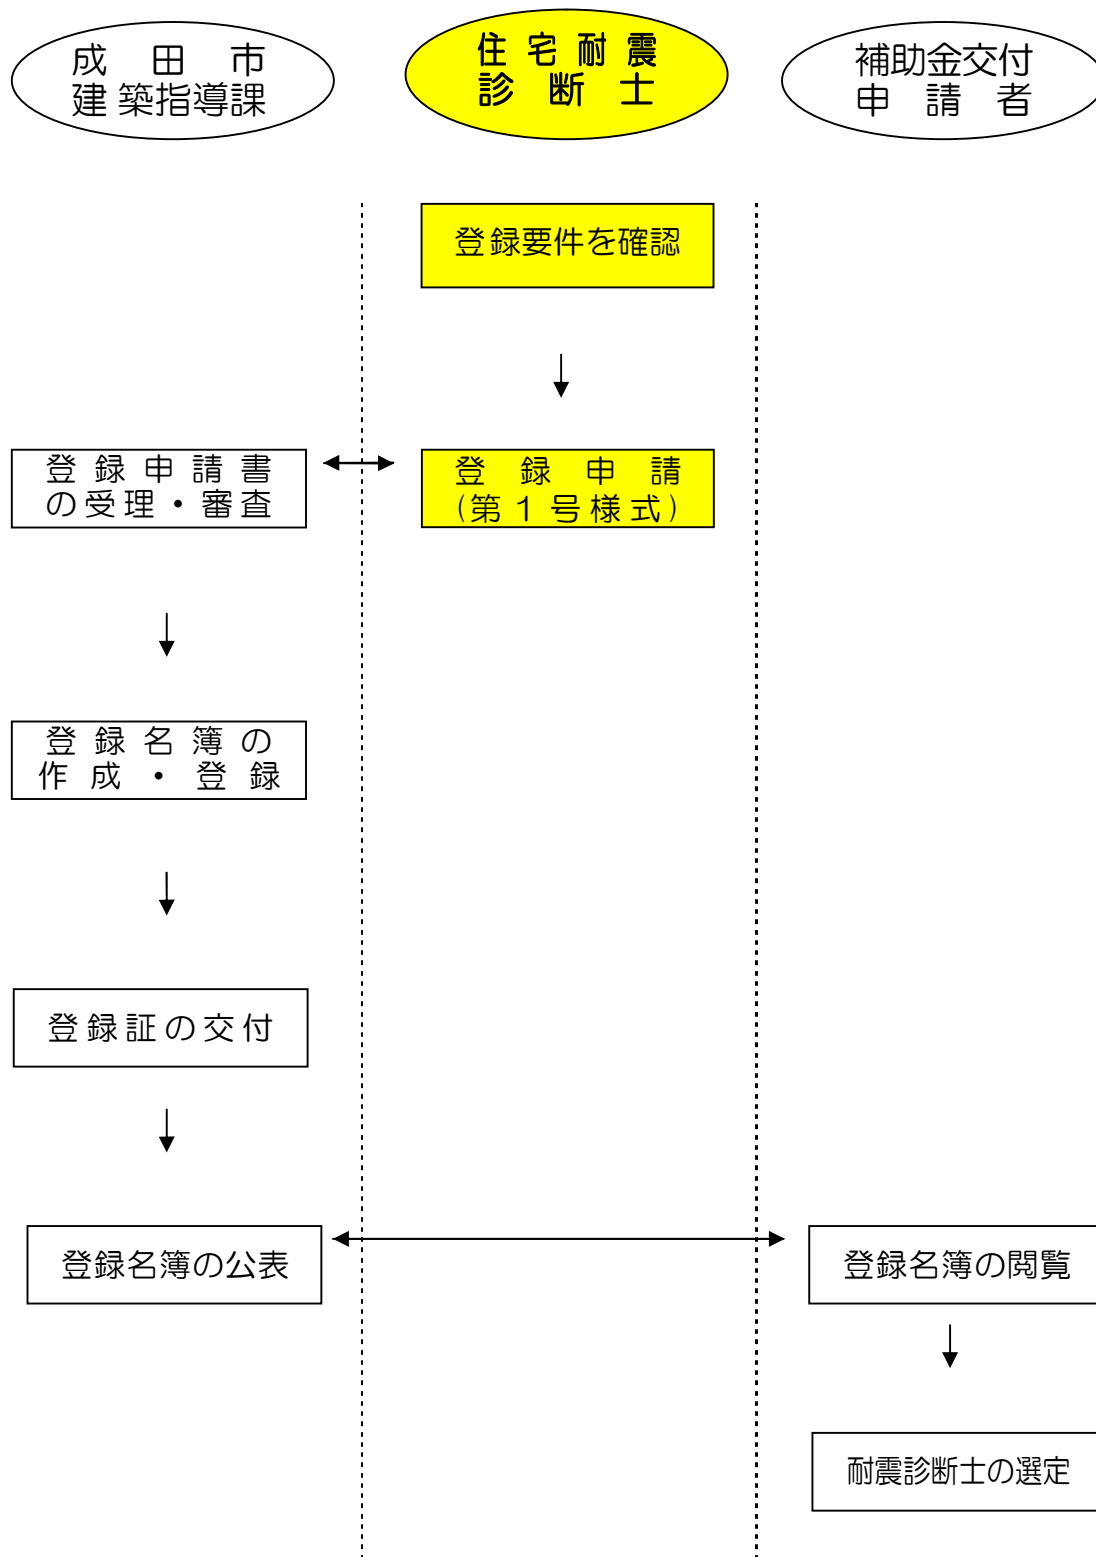 成田市
建築指導課
住宅耐震
診断士
補助金交付
申請者
登録要件を確認
登録申請書
の受理・審査
登録申請
(第1号様式)
登録名簿の
作成・登録
登録証の交付
登録名簿の公表
登録名簿の閲覧
耐震診断士の選定